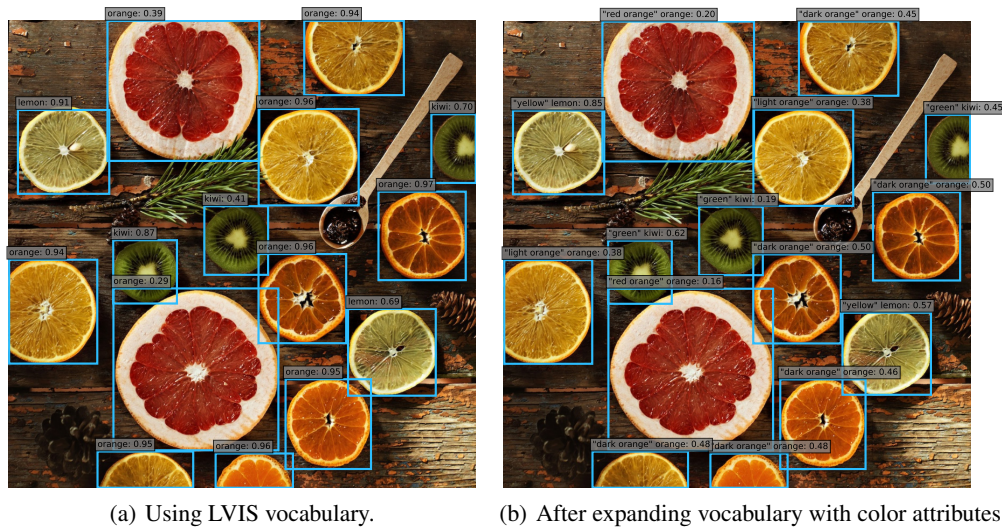 orange: 0.39
orange: 0.94
lemon: 0.91
orange: 0.96
kiwi: 0.70
orange: 0.97
kiwi: 0.41
kiwi: 0.87
orange: 0.96
orange: 0.94
orange: 0.29
lemon: 0.69
orange: 0.95
orange: 0.95
orange: 0.96
(a) Using LVIS vocabulary.
"red orange" orange: 0.20
"dark orange" orange: 0.45
"yellow" lemon: 0.85
"light orange" orange: 0.38
"green" kiwi: 0.45
"dark orange" orange: 0.50
"green" kiwi: 0.19
"green" kiwi: 0.62
"dark orange" orange: 0.50
"light orange" orange: 0.38
"red orange" orange: 0.16
"yellow" lemon: 0.57
"dark orange" orange: 0.46
"dark orange" orange: 0.48
"dark orange" orange: 0.48
(b) After expanding vocabulary with color attributes